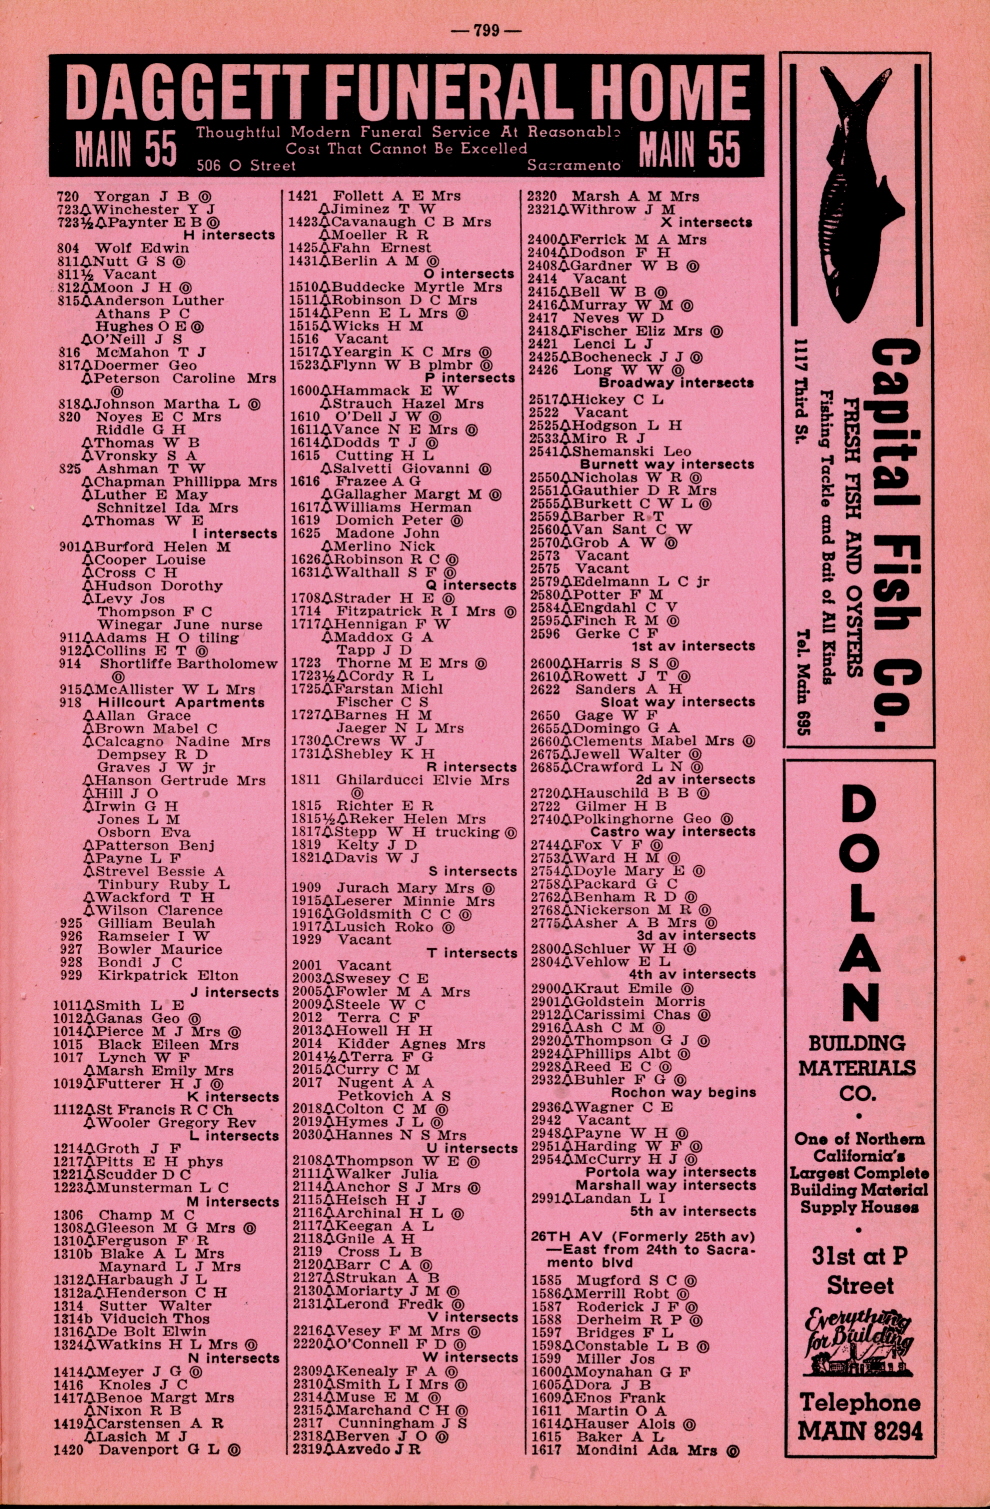 — 799 —
DAGGETT FUNERAL HOME
MAIN 55
Thoughtful Modern Funeral Service At Reasonable
Cost That Cannot Be Excelled
506 O Street Sacramento
MAIN 55
720 Yorgan J B ⓞ
723△Winchester Y J
723½△Paynter E B ⓞ
H intersects
804 Wolf Edwin
811△Nutt G S ⓞ
811½ Vacant
812△Moon J H ⓞ
815△Anderson Luther
Athans P C
Hughes O E ⓞ
△O'Neill J S
816 McMahon T J
817△Doermer Geo
△Peterson Caroline Mrs
ⓞ
818△Johnson Martha L ⓞ
820 Noyes E C Mrs
Riddle G H
△Thomas W B
△Vronsky S A
825 Ashman T W
△Chapman Phillippa Mrs
△Luther E May
Schnitzel Ida Mrs
△Thomas W E
I intersects
901△Burford Helen M
△Cooper Louise
△Cross C H
△Hudson Dorothy
△Levy Jos
Thompson F C
Winegar June nurse
911△Adams H O tiling
912△Collins E T ⓞ
914 Shortliffe Bartholomew
ⓞ
915△McAllister W L Mrs
918 Hillcourt Apartments
△Allan Grace
△Brown Mabel C
△Calcagno Nadine Mrs
Dempsey R D
Graves J W jr
△Hanson Gertrude Mrs
△Hill J O
△Irwin G H
Jones L M
Osborn Eva
△Patterson Benj
△Payne L F
△Strevel Bessie A
Tinbury Ruby L
△Wackford T H
△Wilson Clarence
925 Gilliam Beulah
926 Ramseier I W
927 Bowler Maurice
928 Bondi J C
929 Kirkpatrick Elton
J intersects
1011△Smith L E
1012△Ganas Geo ⓞ
1014△Pierce M J Mrs ⓞ
1015 Black Eileen Mrs
1017 Lynch W F
△Marsh Emily Mrs
1019△Futterer H J ⓞ
K intersects
1112△St Francis R C Ch
△Wooler Gregory Rev
L intersects
1214△Groth J F
1217△Pitts E H phys
1221△Scudder D C
1223△Munsterman L C
M intersects
1306 Champ M C
1308△Gleeson M G Mrs ⓞ
1310△Ferguson F R
1310b Blake A L Mrs
Maynard L J Mrs
1312△Harbaugh J L
1312a△Henderson C H
1314 Sutter Walter
1314b Viducich Thos
1316△De Bolt Elwin
1324△Watkins H L Mrs ⓞ
N intersects
1414△Meyer J G ⓞ
1416 Knoles J C
1417△Benoe Margt Mrs
△Nixon R B
1419△Carstensen A R
△Lasich M J
1420 Davenport G L ⓞ
1421 Follett A E Mrs
△Jiminez T W
1423△Cavanaugh C B Mrs
△Moeller R R
1425△Fahn Ernest
1431△Berlin A M ⓞ
O intersects
1510△Buddecke Myrtle Mrs
1511△Robinson D C Mrs
1514△Penn E L Mrs ⓞ
1515△Wicks H M
1516 Vacant
1517△Yeargin K C Mrs ⓞ
1523△Flynn W B plmbr ⓞ
P intersects
1600△Hammack E W
△Strauch Hazel Mrs
1610 O'Dell J W ⓞ
1611△Vance N E Mrs ⓞ
1614△Dodds T J ⓞ
1615 Cutting H L
△Salvetti Giovanni ⓞ
1616 Frazee A G
△Gallagher Margt M ⓞ
1617△Williams Herman
1619 Domich Peter ⓞ
1625 Madone John
△Merlino Nick
1626△Robinson R C ⓞ
1631△Walthall S F ⓞ
Q intersects
1708△Strader H E ⓞ
1714 Fitzpatrick R I Mrs ⓞ
1717△Hennigan F W
△Maddox G A
Tapp J D
1723 Thorne M E Mrs ⓞ
1723½△Cordy R L
1725△Farstan Michl
Fischer C S
1727△Barnes H M
Jaeger N L Mrs
1730△Crews W J
1731△Shebley K H
R intersects
1811 Ghilarducci Elvie Mrs
ⓞ
1815 Richter E R
1815½△Reker Helen Mrs
1817△Stepp W H trucking ⓞ
1819 Kelty J D
1821△Davis W J
S intersects
1909 Jurach Mary Mrs ⓞ
1915△Leserer Minnie Mrs
1916△Goldsmith C C ⓞ
1917△Lusich Roko ⓞ
1929 Vacant
T intersects
2001 Vacant
2003△Swesey C E
2005△Fowler M A Mrs
2009△Steele W C
2012 Terra C F
2013△Howell H H
2014 Kidder Agnes Mrs
2014½△Terra F G
2015△Curry C M
2017 Nugent A A
Petkovich A S
2018△Colton C M ⓞ
2019△Hymes J L ⓞ
2030△Hannes N S Mrs
U intersects
2108△Thompson W E ⓞ
2111△Walker Julia
2114△Anchor S J Mrs ⓞ
2115△Heisch H J
2116△Archinal H L ⓞ
2117△Keegan A L
2118△Gnile A H
2119 Cross L B
2120△Barr C A ⓞ
2127△Strukan A B
2130△Moriarty J M ⓞ
2131△Lerond Fredk ⓞ
V intersects
2216△Vesey F M Mrs ⓞ
2220△O'Connell F D ⓞ
W intersects
2309△Kenealy F A ⓞ
2310△Smith L I Mrs ⓞ
2314△Muse E M ⓞ
2315△Marchand C H ⓞ
2317 Cunningham J S
2318△Berven J O ⓞ
2319△Azvedo J R
2320 Marsh A M Mrs
2321△Withrow J M
X intersects
2400△Ferrick M A Mrs
2404△Dodson F H
2408△Gardner W B ⓞ
2414 Vacant
2415△Bell W B ⓞ
2416△Murray W M ⓞ
2417 Neves W D
2418△Fischer Eliz Mrs ⓞ
2421 Lenci L J
2425△Bocheneck J J ⓞ
2426 Long W W ⓞ
Broadway intersects
2517△Hickey C L
2522 Vacant
2525△Hodgson L H
2533△Miro R J
2541△Shemanski Leo
Burnett way intersects
2550△Nicholas W R ⓞ
2551△Gauthier D R Mrs
2555△Burkett C W L ⓞ
2559△Barber R T
2560△Van Sant C W
2570△Grob A W ⓞ
2573 Vacant
2575 Vacant
2579△Edelmann L C jr
2580△Potter F M
2584△Engdahl C V
2595△Finch R M ⓞ
2596 Gerke C F
1st av intersects
2600△Harris S S ⓞ
2610△Rowett J T ⓞ
2622 Sanders A H
Sloat way intersects
2650 Gage W F
2655△Domingo G A
2660△Clements Mabel Mrs ⓞ
2675△Jewell Walter ⓞ
2685△Crawford L N ⓞ
2d av intersects
2720△Hauschild B B ⓞ
2722 Gilmer H B
2740△Polkinghorne Geo ⓞ
Castro way intersects
2744△Fox V F ⓞ
2753△Ward H M ⓞ
2754△Doyle Mary E ⓞ
2758△Packard G C
2762△Benham R D ⓞ
2768△Nickerson M R ⓞ
2775△Asher A B Mrs ⓞ
3d av intersects
2800△Schluer W H ⓞ
2804△Vehlow E L
4th av intersects
2900△Kraut Emile ⓞ
2901△Goldstein Morris
2912△Carissimi Chas ⓞ
2916△Ash C M ⓞ
2920△Thompson G J ⓞ
2924△Phillips Albt ⓞ
2928△Reed E C ⓞ
2932△Buhler F G ⓞ
Rochon way begins
2936△Wagner C E
2942 Vacant
2948△Payne W H ⓞ
2951△Harding W F ⓞ
2954△McCurry H J ⓞ
Portola way intersects
Marshall way intersects
2991△Landan L I
5th av intersects
26TH AV (Formerly 25th av)
—East from 24th to Sacra-
mento blvd
1585 Mugford S C ⓞ
1586△Merrill Robt ⓞ
1587 Roderick J F ⓞ
1588 Derheim R P ⓞ
1597 Bridges F L
1598△Constable L B ⓞ
1599 Miller Jos
1600△Moynahan G F
1605△Dora J B
1609△Enos Frank
1611 Martin O A
1614△Hauser Alois ⓞ
1615 Baker A L
1617 Mondini Ada Mrs ⓞ
Capital Fish Co.
FRESH FISH AND OYSTERS
Fishing Tackle and Bait of All Kinds
1117 Third St. Tel. Main 695
DOLAN
BUILDING
MATERIALS
CO.
•
One of Northern
California's
Largest Complete
Building Material
Supply Houses
•
31st at P
Street
Everything
for Building
Telephone
MAIN 8294